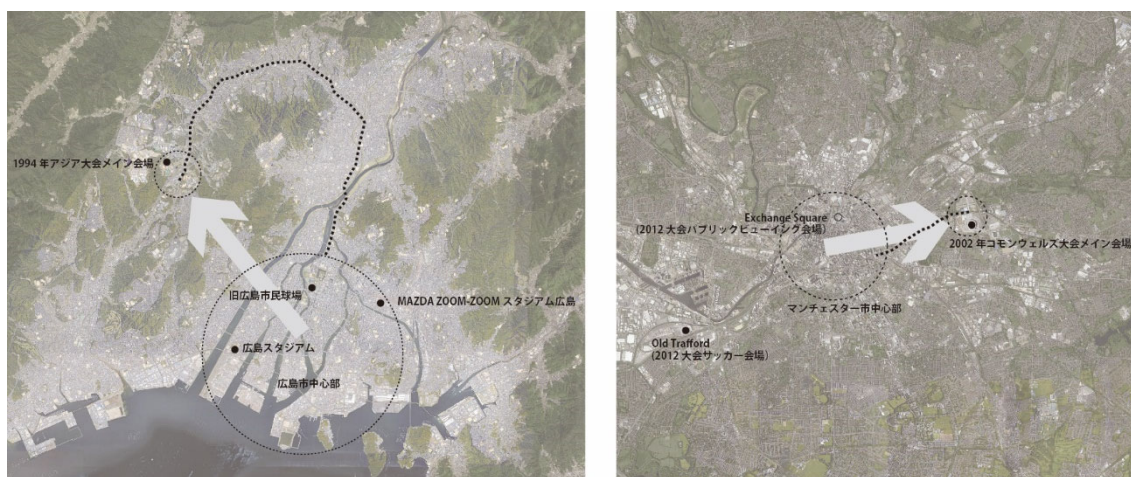 1994 年アジア大会メイン会場
旧広島市民球場
MAZDA ZOOM-ZOOM スタジアム広島
広島スタジアム
広島市中心部
Exchange Square
(2012 大会パブリックビューイング会場)
2002 年コモンウェルズ大会メイン会場
マンチェスター市中心部
Old Trafford
(2012 大会サッカー会場)